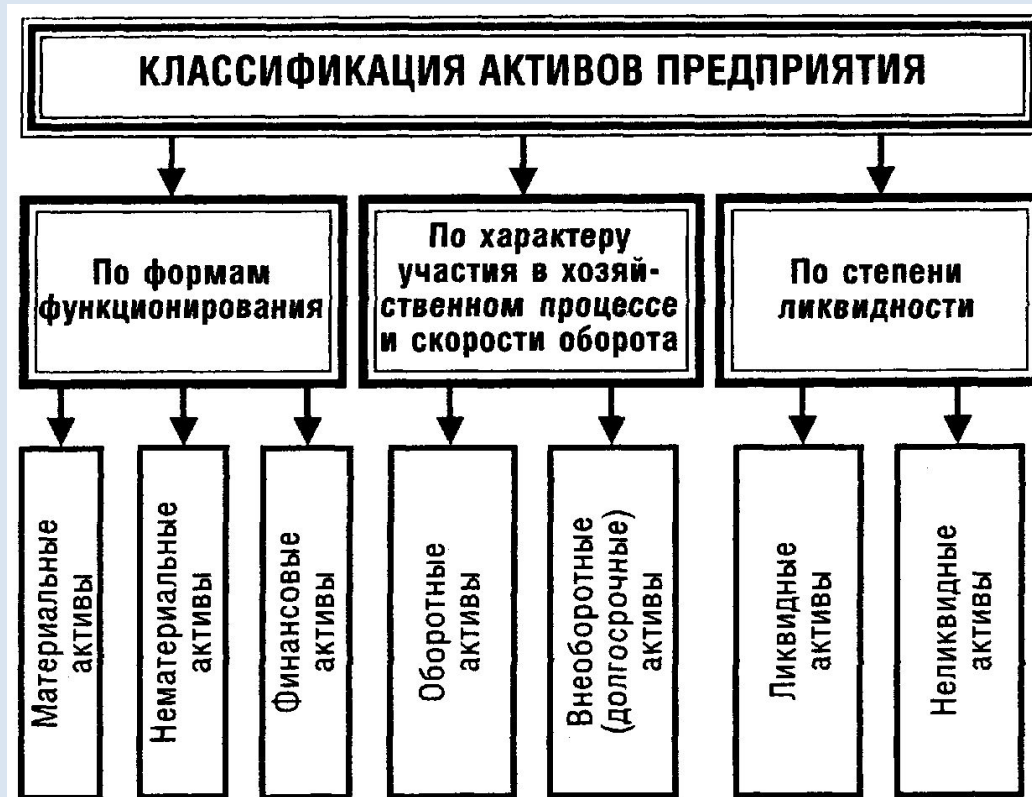 КЛАССИФИКАЦИЯ АКТИВОВ ПРЕДПРИЯТИЯ
По формам
функционирования
По характеру
участия в хозяй-
ственном процессе
и скорости оборота
По степени
ликвидности
Материальные
активы
Нематериальные
активы
Финансовые
активы
Оборотные
активы
Внеоборотные
(долгосрочные)
активы
Ликвидные
активы
Неликвидные
активы